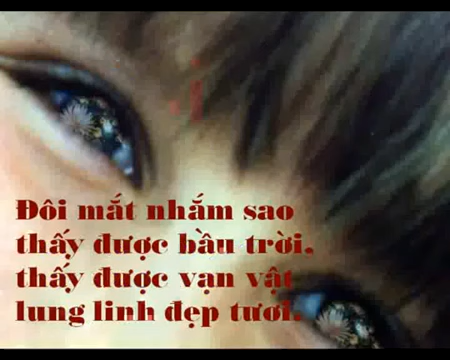 Đôi mắt nhắm sao
thấy được bầu trời,
thấy được vạn vật
lung linh đẹp tươi.